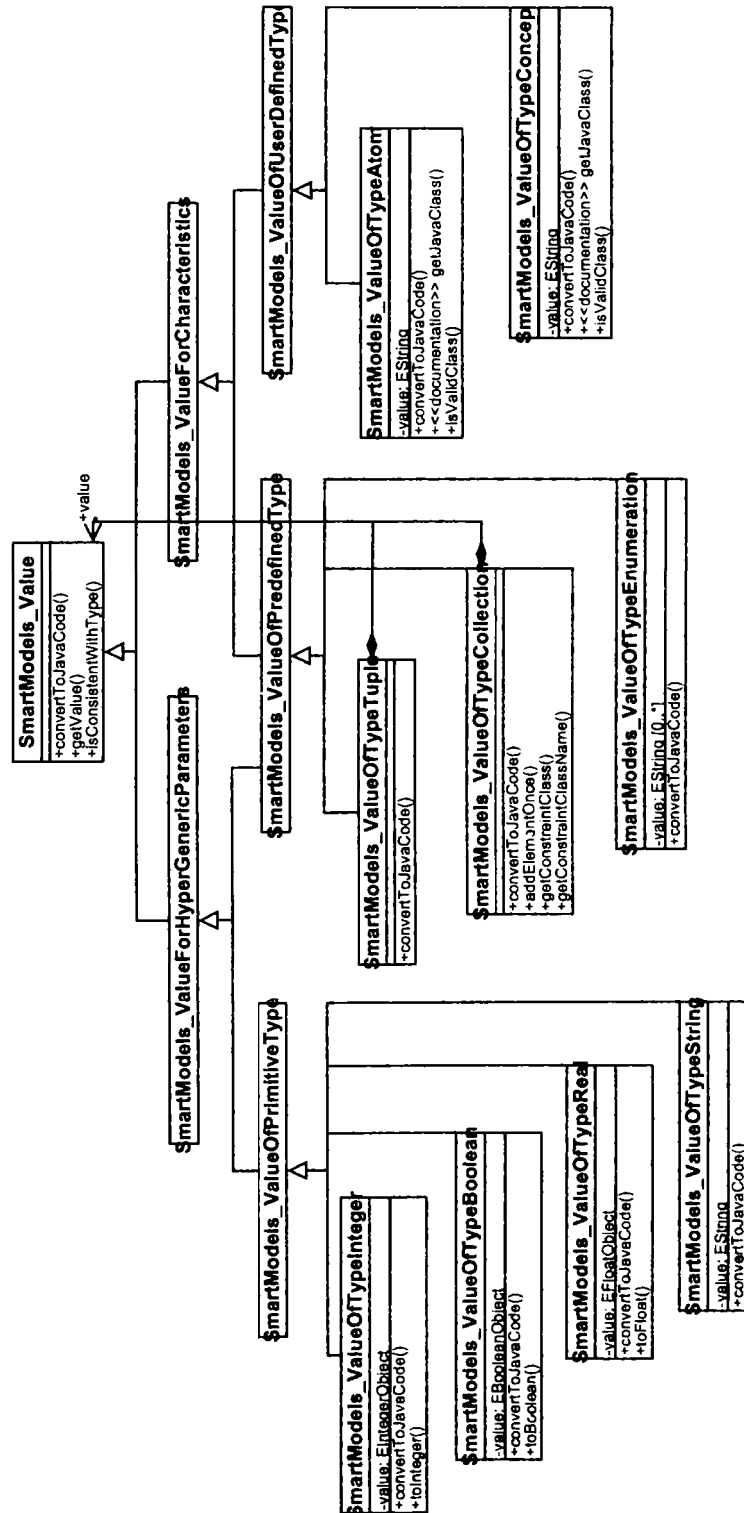 SmartModels_Value
+convertToJavaCode()
+getValue()
+isConsistentWithType()
+value
SmartModels_ValueForHyperGenericParameters
SmartModels_ValueForCharacteristics
SmartModels_ValueOfPrimitiveType
SmartModels_ValueOfPredefinedType
SmartModels_ValueOfUserDefinedType
SmartModels_ValueOfTypeInteger
-value: EIntegerObject
+convertToJavaCode()
+toInteger()
SmartModels_ValueOfTypeBoolean
-value: EBooleanObject
+convertToJavaCode()
+toBoolean()
SmartModels_ValueOfTypeReal
-value: EFloatObject
+convertToJavaCode()
+toFloat()
SmartModels_ValueOfTypeString
-value: EString
+convertToJavaCode()
SmartModels_ValueOfTypeTuple
+convertToJavaCode()
SmartModels_ValueOfTypeCollection
+convertToJavaCode()
+addElementOnce()
+getConstraintClass()
+getConstraintClassName()
SmartModels_ValueOfTypeEnumeration
-value: EString [0..*]
+convertToJavaCode()
SmartModels_ValueOfTypeAtom
-value: EString
+convertToJavaCode()
+<<documentation>> getJavaClass()
+isValidClass()
SmartModels_ValueOfTypeConcept
-value: EString
+convertToJavaCode()
+<<documentation>> getJavaClass()
+isValidClass()